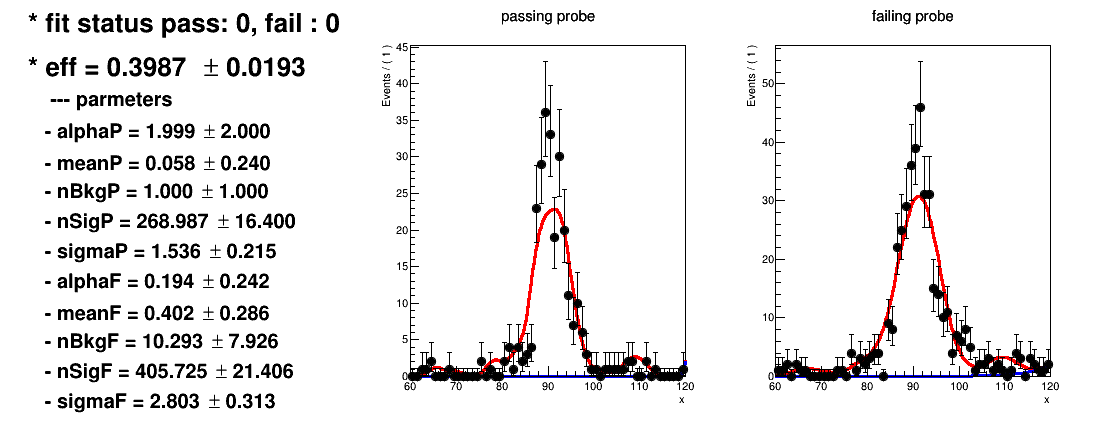 * fit status pass: 0, fail : 0
* eff = 0.3987 ± 0.0193
--- parmeters
- alphaP = 1.999 ± 2.000
- meanP = 0.058 ± 0.240
- nBkgP = 1.000 ± 1.000
- nSigP = 268.987 ± 16.400
- sigmaP = 1.536 ± 0.215
- alphaF = 0.194 ± 0.242
- meanF = 0.402 ± 0.286
- nBkgF = 10.293 ± 7.926
- nSigF = 405.725 ± 21.406
- sigmaF = 2.803 ± 0.313
passing probe
Events / ( 1 )
45
40
35
30
25
20
15
10
5
0
60 70 80 90 100 110 120
x
failing probe
Events / ( 1 )
50
40
30
20
10
0
60 70 80 90 100 110 120
x